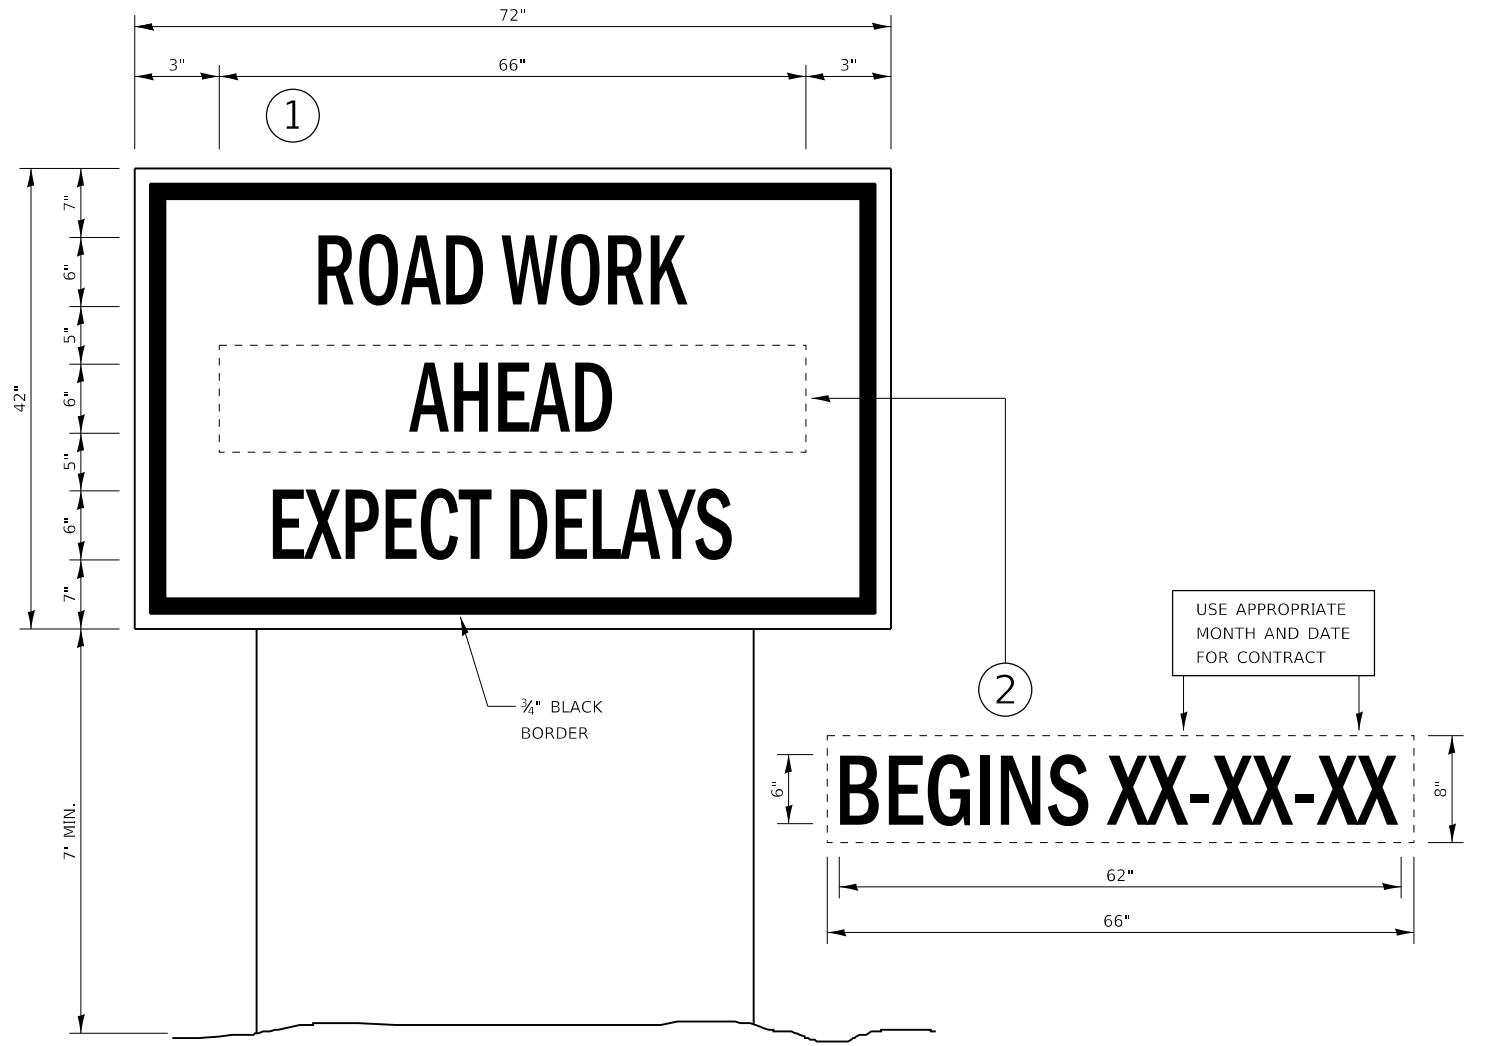 72"
3" 66" 3"
1
7"
6"
5"
6"
5"
6"
7"
42"
7' MIN.
ROAD WORK
AHEAD
EXPECT DELAYS
¾" BLACK
BORDER
2
USE APPROPRIATE
MONTH AND DATE
FOR CONTRACT
6"
BEGINS XX-XX-XX
8"
62"
66"